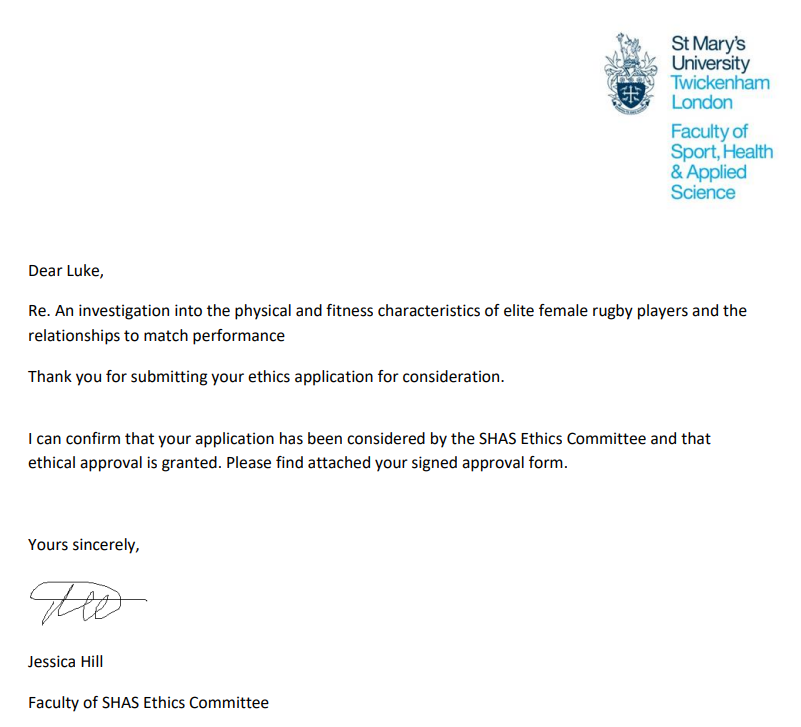 St Mary's
University
Twickenham
London
Faculty of
Sport, Health
& Applied
Science
Dear Luke,
Re. An investigation into the physical and fitness characteristics of elite female rugby players and the
relationships to match performance
Thank you for submitting your ethics application for consideration.
I can confirm that your application has been considered by the SHAS Ethics Committee and that
ethical approval is granted. Please find attached your signed approval form.
Yours sincerely,
Jessica Hill
Faculty of SHAS Ethics Committee